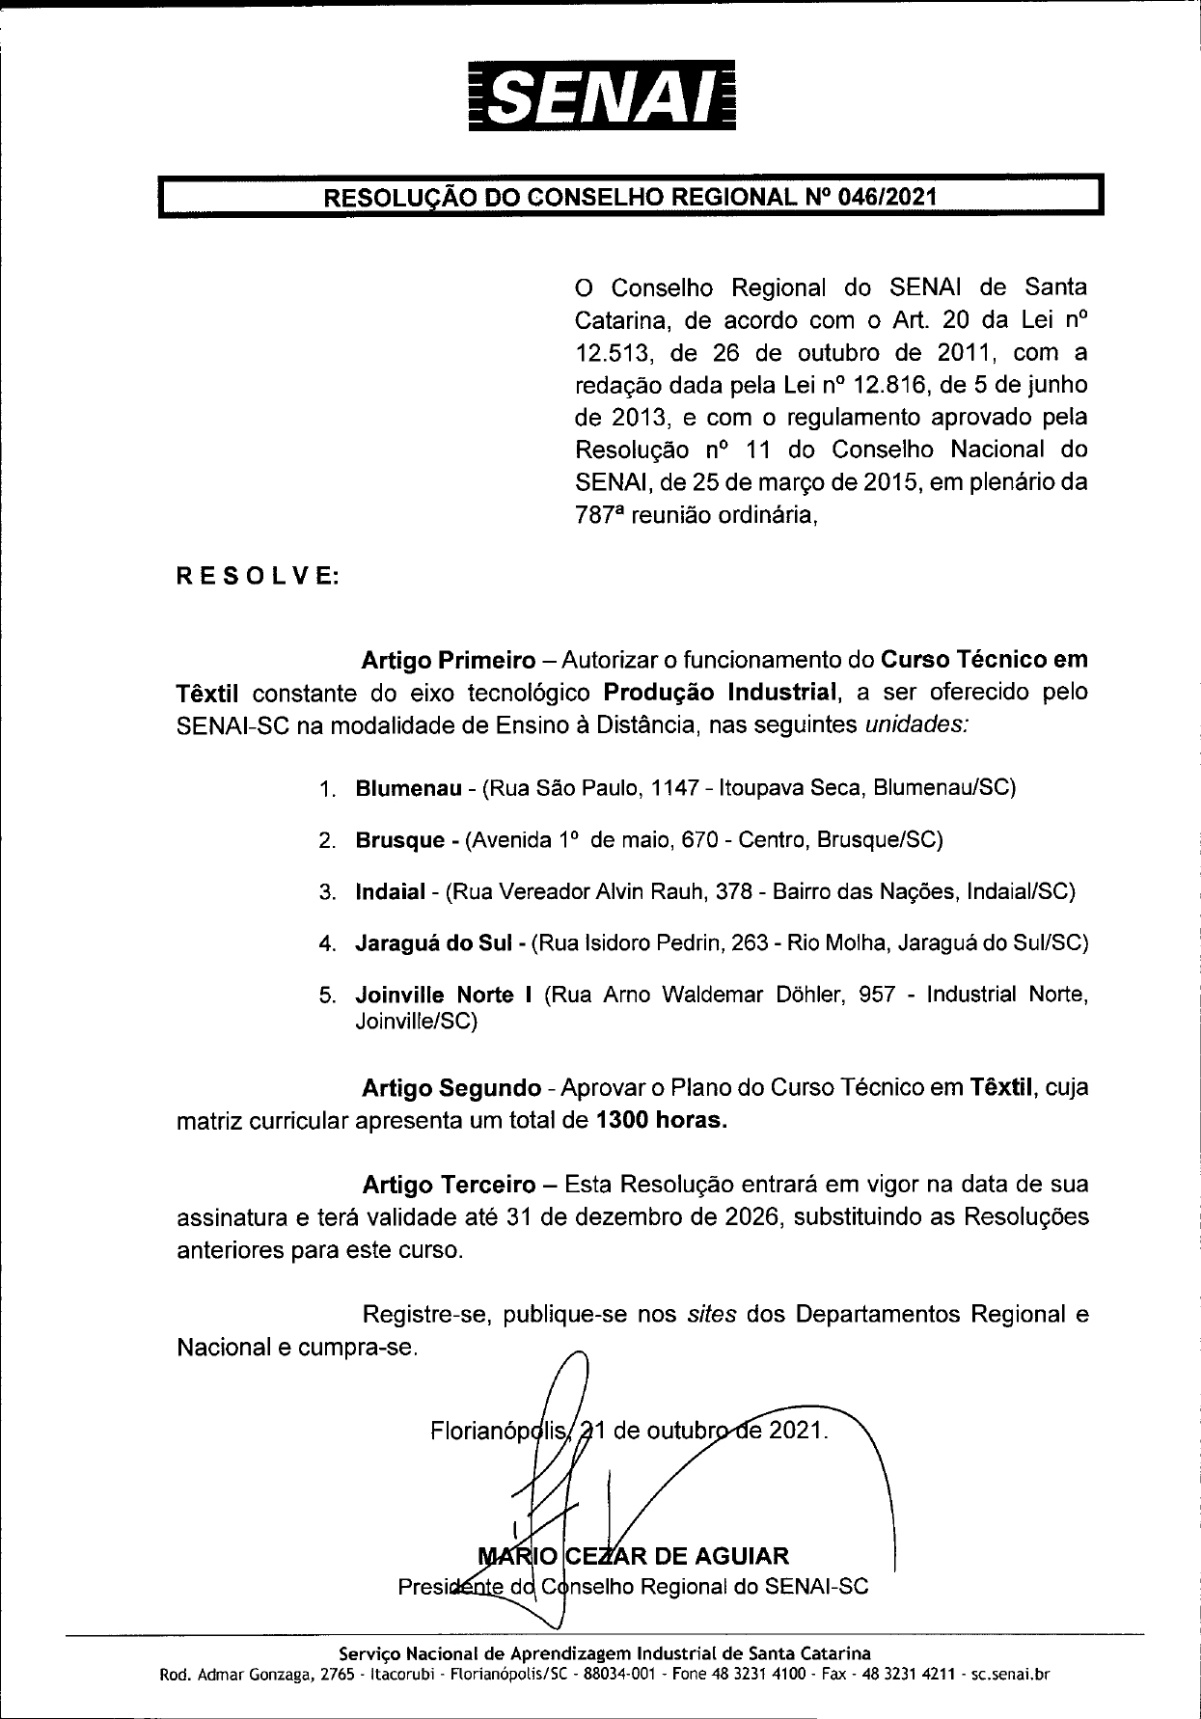 SENAI
RESOLUÇÃO DO CONSELHO REGIONAL Nº 046/2021
O Conselho Regional do SENAI de Santa
Catarina, de acordo com o Art. 20 da Lei nº
12.513, de 26 de outubro de 2011, com a
redação dada pela Lei nº 12.816, de 5 de junho
de 2013, e com o regulamento aprovado pela
Resolução nº 11 do Conselho Nacional do
SENAI, de 25 de março de 2015, em plenário da
787ª reunião ordinária,
R E S O L V E:
Artigo Primeiro – Autorizar o funcionamento do Curso Técnico em
Têxtil constante do eixo tecnológico Produção Industrial, a ser oferecido pelo
SENAI-SC na modalidade de Ensino à Distância, nas seguintes unidades:
1. Blumenau - (Rua São Paulo, 1147 - Itoupava Seca, Blumenau/SC)
2. Brusque - (Avenida 1º de maio, 670 - Centro, Brusque/SC)
3. Indaial - (Rua Vereador Alvin Rauh, 378 - Bairro das Nações, Indaial/SC)
4. Jaraguá do Sul - (Rua Isidoro Pedrin, 263 - Rio Molha, Jaraguá do Sul/SC)
5. Joinville Norte I (Rua Arno Waldemar Döhler, 957 - Industrial Norte,
Joinville/SC)
Artigo Segundo - Aprovar o Plano do Curso Técnico em Têxtil, cuja
matriz curricular apresenta um total de 1300 horas.
Artigo Terceiro – Esta Resolução entrará em vigor na data de sua
assinatura e terá validade até 31 de dezembro de 2026, substituindo as Resoluções
anteriores para este curso.
Registre-se, publique-se nos sites dos Departamentos Regional e
Nacional e cumpra-se.
Florianópolis, 21 de outubro de 2021.
MÁRIO CEZAR DE AGUIAR
Presidente do Conselho Regional do SENAI-SC
Serviço Nacional de Aprendizagem Industrial de Santa Catarina
Rod. Admar Gonzaga, 2765 - Itacorubi - Florianópolis/SC - 88034-001 - Fone 48 3231 4100 - Fax - 48 3231 4211 - sc.senai.br